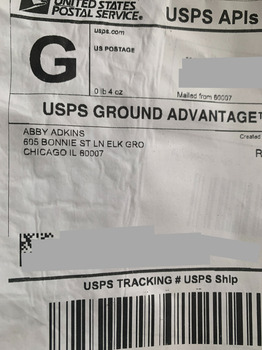 UNITED STATES
POSTAL SERVICE® USPS APIs
usps.com
G
US POSTAGE
0 lb 4 oz
Mailed from 60007
USPS GROUND ADVANTAGE™
ABBY ADKINS
605 BONNIE ST LN ELK GRO
CHICAGO IL 60007
Created
R
USPS TRACKING # USPS Ship